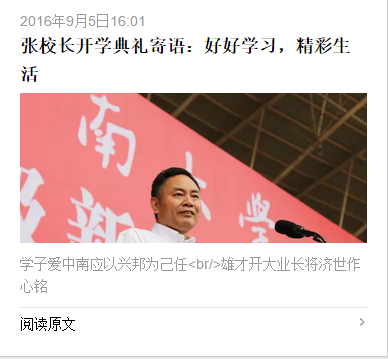 2016年9月5日16:01
张校长开学典礼寄语：好好学习，精彩生
活
南大学
学子爱中南应以兴邦为己任<br/>雄才开大业长将济世作
心铭
阅读原文